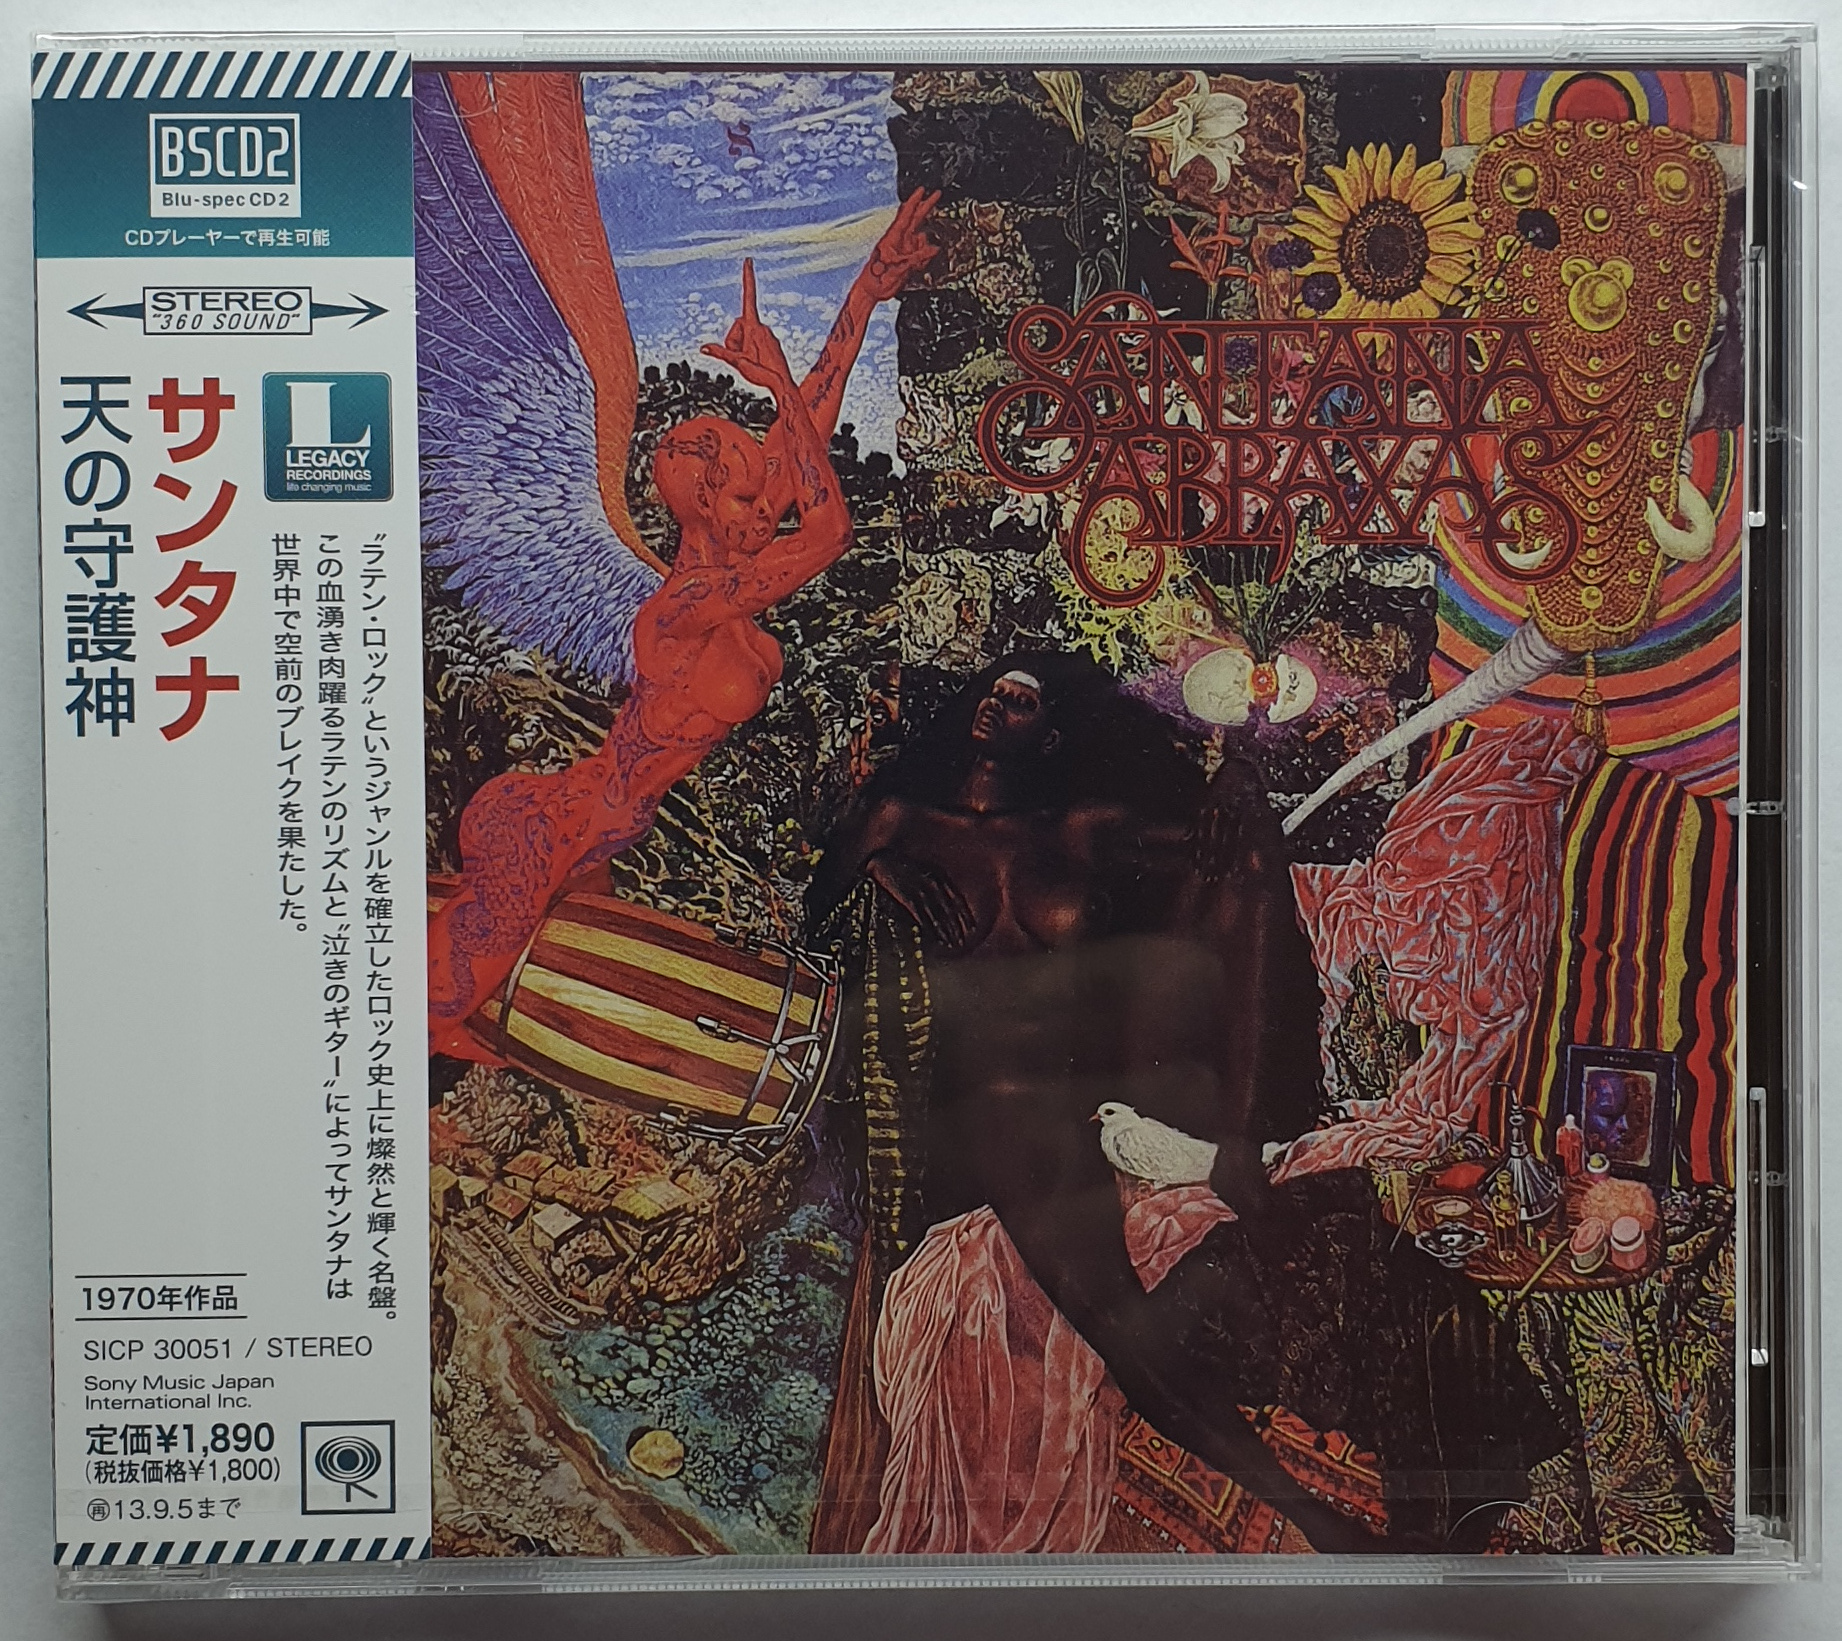 BSCD2
Blu-spec CD 2
CDプレーヤーで再生可能
STEREO
"360 SOUND"
L
LEGACY
RECORDINGS
life changing music
サンタナ
天の守護神
〝ラテン・ロック〟というジャンルを確立したロック史上に燦然と輝く名盤。
この血湧き肉躍るラテンのリズムと〝泣きのギター〟によってサンタナは
世界中で空前のブレイクを果たした。
1970年作品
SICP 30051 / STEREO
Sony Music Japan
International Inc.
定価¥1,890
(税抜価格¥1,800)
㊞13.9.5まで
SANTANA
ABRAXAS
א